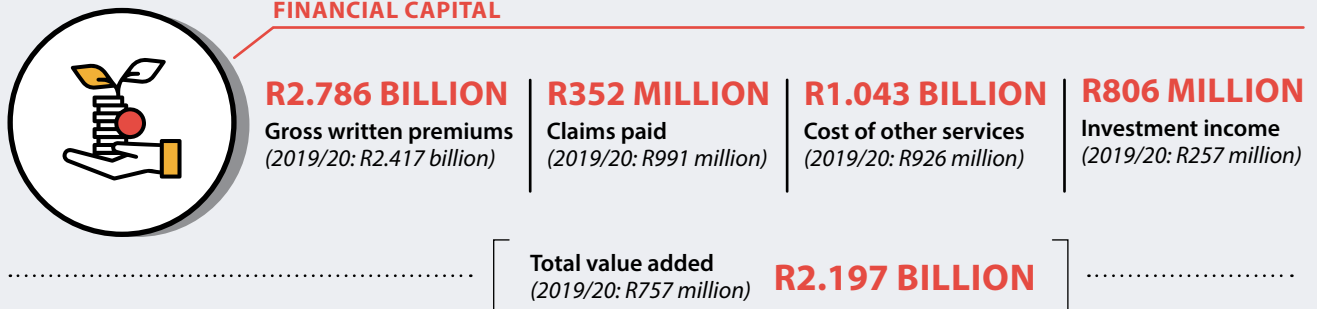 FINANCIAL CAPITAL
R2.786 BILLION
Gross written premiums
(2019/20: R2.417 billion)
R352 MILLION
Claims paid
(2019/20: R991 million)
R1.043 BILLION
Cost of other services
(2019/20: R926 million)
R806 MILLION
Investment income
(2019/20: R257 million)
Total value added
(2019/20: R757 million)
R2.197 BILLION